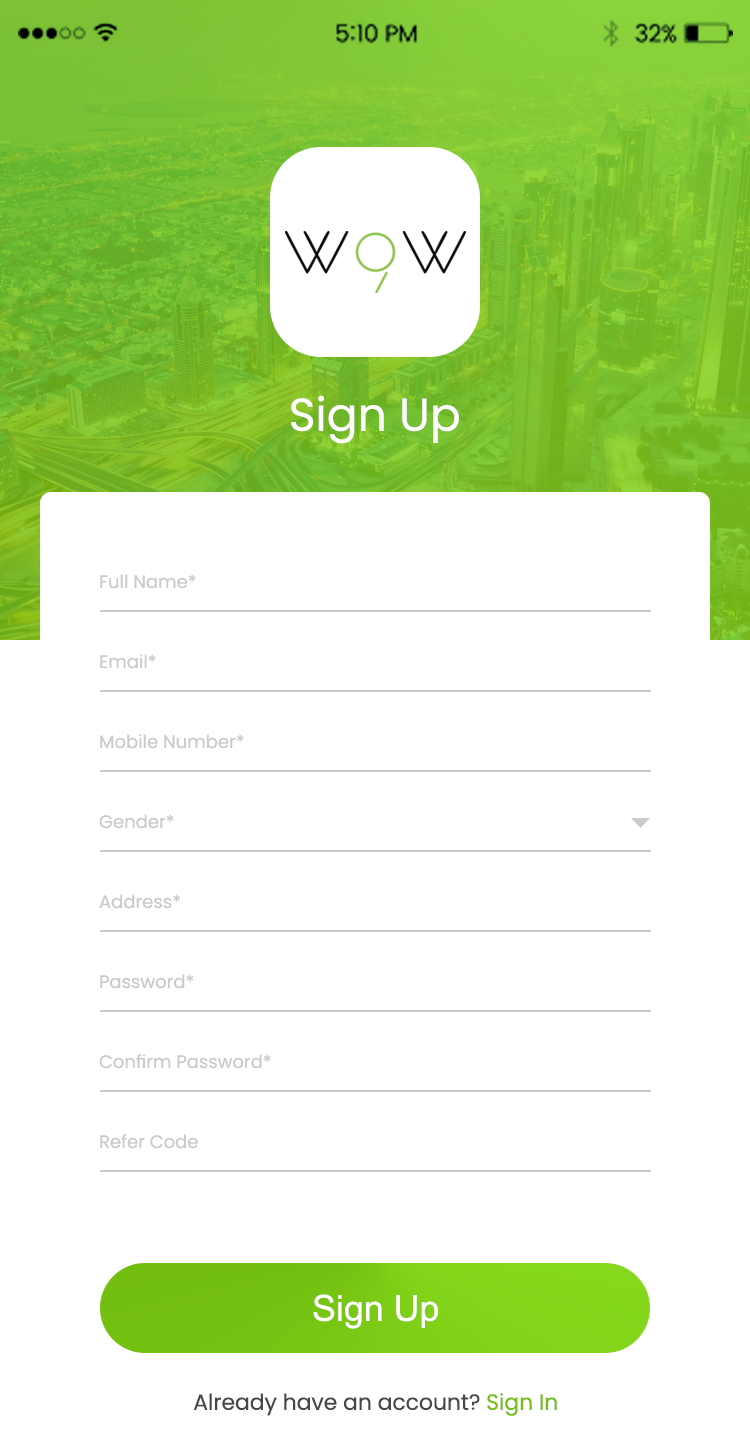 5:10 PM
32%
W9W
Sign Up
Full Name*
Email*
Mobile Number*
Gender*
Address*
Password*
Confirm Password*
Refer Code
Sign Up
Already have an account? Sign In